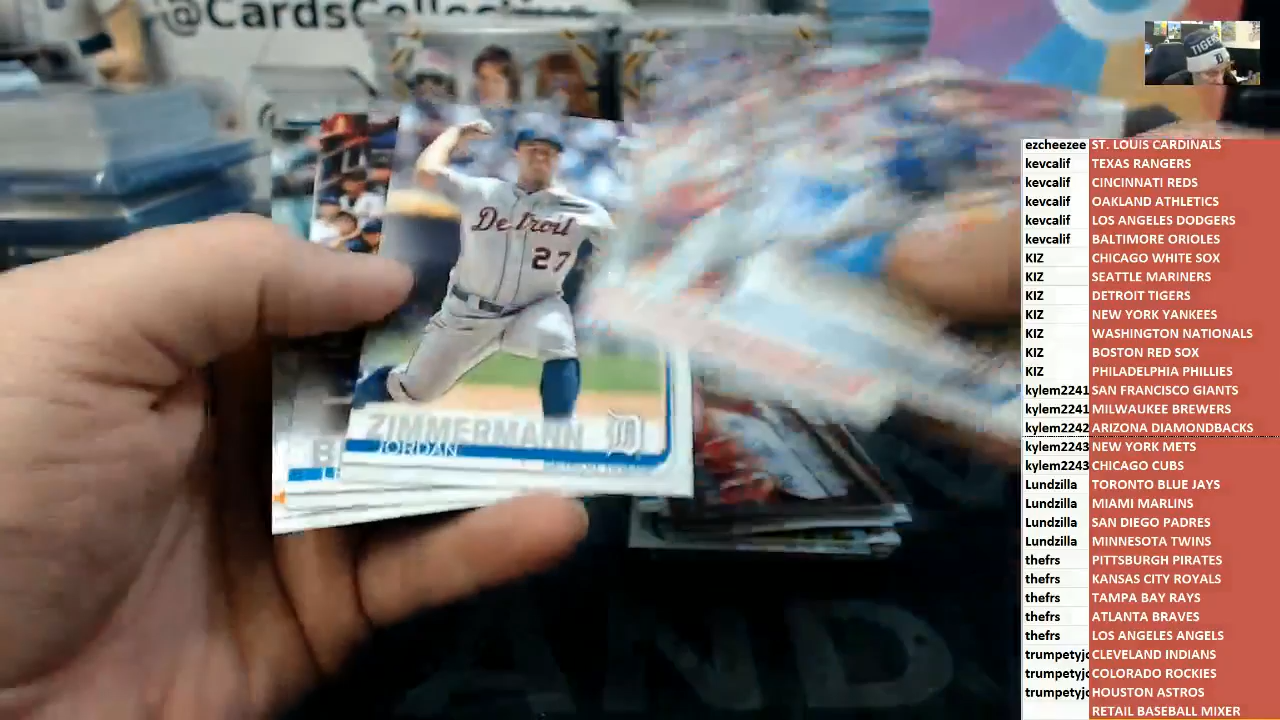 @CardsCollec
TIGERS
Detroit
27
ZIMMERMANN
JORDAN
ezcheezee ST. LOUIS CARDINALS
kevcalif TEXAS RANGERS
kevcalif CINCINNATI REDS
kevcalif OAKLAND ATHLETICS
kevcalif LOS ANGELES DODGERS
kevcalif BALTIMORE ORIOLES
KIZ CHICAGO WHITE SOX
KIZ SEATTLE MARINERS
KIZ DETROIT TIGERS
KIZ NEW YORK YANKEES
KIZ WASHINGTON NATIONALS
KIZ BOSTON RED SOX
KIZ PHILADELPHIA PHILLIES
kylem2241 SAN FRANCISCO GIANTS
kylem2241 MILWAUKEE BREWERS
kylem2242 ARIZONA DIAMONDBACKS
kylem2243 NEW YORK METS
kylem2243 CHICAGO CUBS
Lundzilla TORONTO BLUE JAYS
Lundzilla MIAMI MARLINS
Lundzilla SAN DIEGO PADRES
Lundzilla MINNESOTA TWINS
thefrs PITTSBURGH PIRATES
thefrs KANSAS CITY ROYALS
thefrs TAMPA BAY RAYS
thefrs ATLANTA BRAVES
thefrs LOS ANGELES ANGELS
trumpetyjo CLEVELAND INDIANS
trumpetyjo COLORADO ROCKIES
trumpetyjo HOUSTON ASTROS
RETAIL BASEBALL MIXER